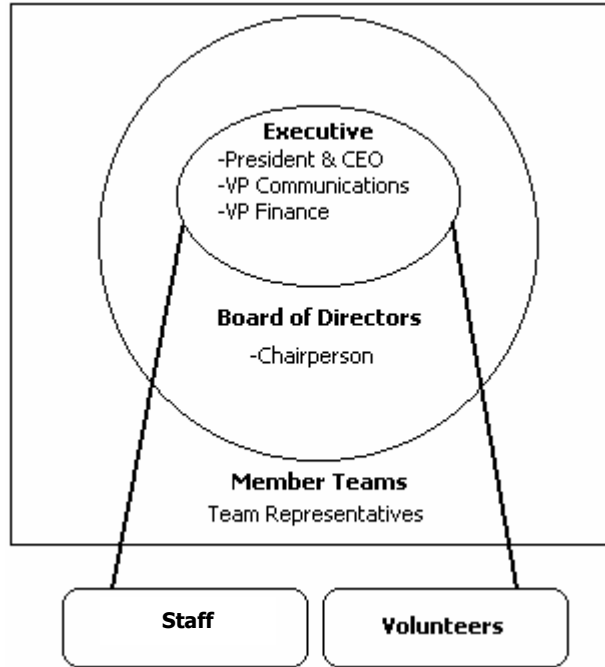 Executive
-President & CEO
-VP Communications
-VP Finance
Board of Directors
-Chairperson
Member Teams
Team Representatives
Staff
Volunteers